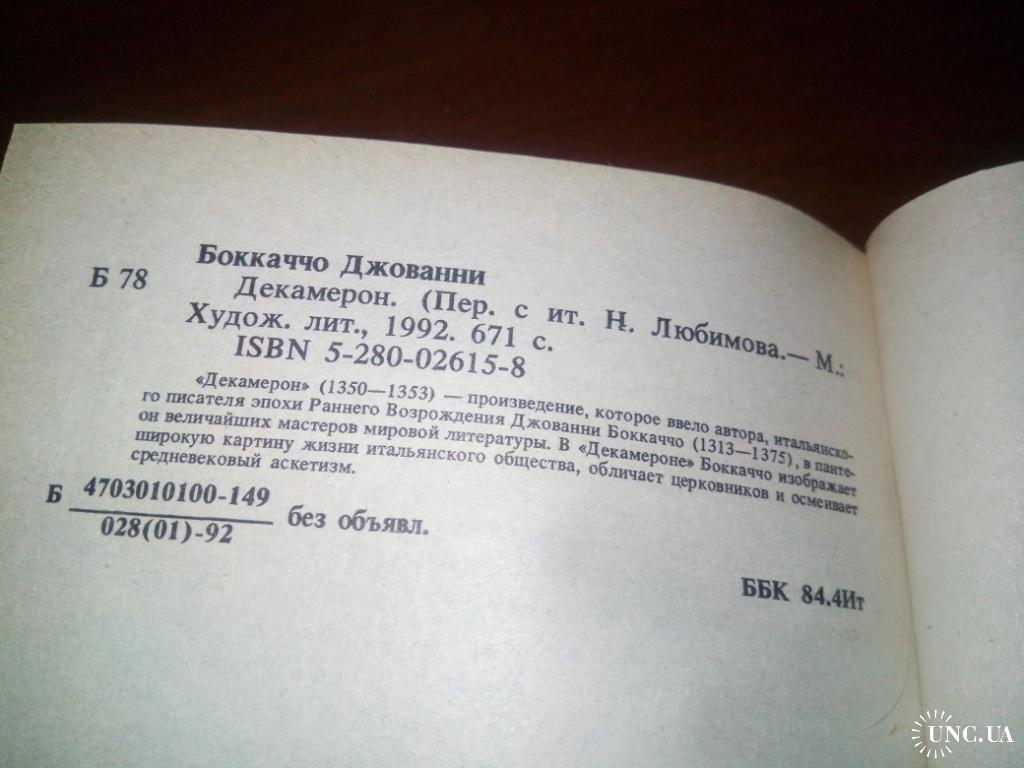 Боккаччо Джованни
Б 78
Декамерон. (Пер. с ит. Н. Любимова.— М.:
Худож. лит., 1992. 671 с.
ISBN 5-280-02615-8
«Декамерон» (1350—1353) — произведение, которое ввело автора, итальянско-
го писателя эпохи Раннего Возрождения Джованни Боккаччо (1313—1375), в панте-
он величайших мастеров мировой литературы. В «Декамероне» Боккаччо изображает
широкую картину жизни итальянского общества, обличает церковников и осмеивает
средневековый аскетизм.
Б 4703010100-149
028(01)-92 без объявл.
ББК 84.4Ит
UNC.UA